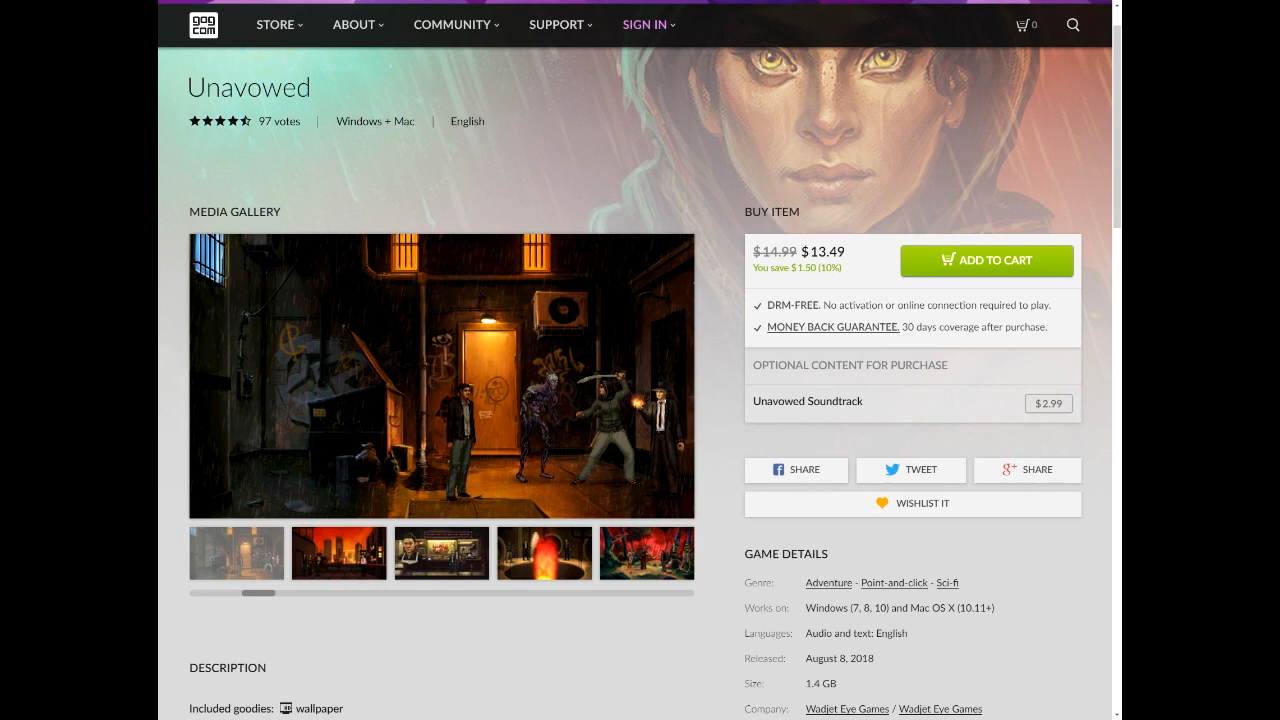 gog
com
STORE
ABOUT
COMMUNITY
SUPPORT
SIGN IN
0
Unavowed
97 votes
Windows + Mac
English
MEDIA GALLERY
BUY ITEM
$14.99 $13.49
You save $1.50 (10%)
ADD TO CART
DRM-FREE. No activation or online connection required to play.
MONEY BACK GUARANTEE. 30 days coverage after purchase.
OPTIONAL CONTENT FOR PURCHASE
Unavowed Soundtrack
$2.99
SHARE
TWEET
g+ SHARE
WISHLIST IT
GAME DETAILS
Genre: Adventure - Point-and-click - Sci-fi
Works on: Windows (7, 8, 10) and Mac OS X (10.11+)
Languages: Audio and text: English
Released: August 8, 2018
Size: 1.4 GB
Company: Wadjet Eye Games / Wadjet Eye Games
DESCRIPTION
Included goodies: HD wallpaper